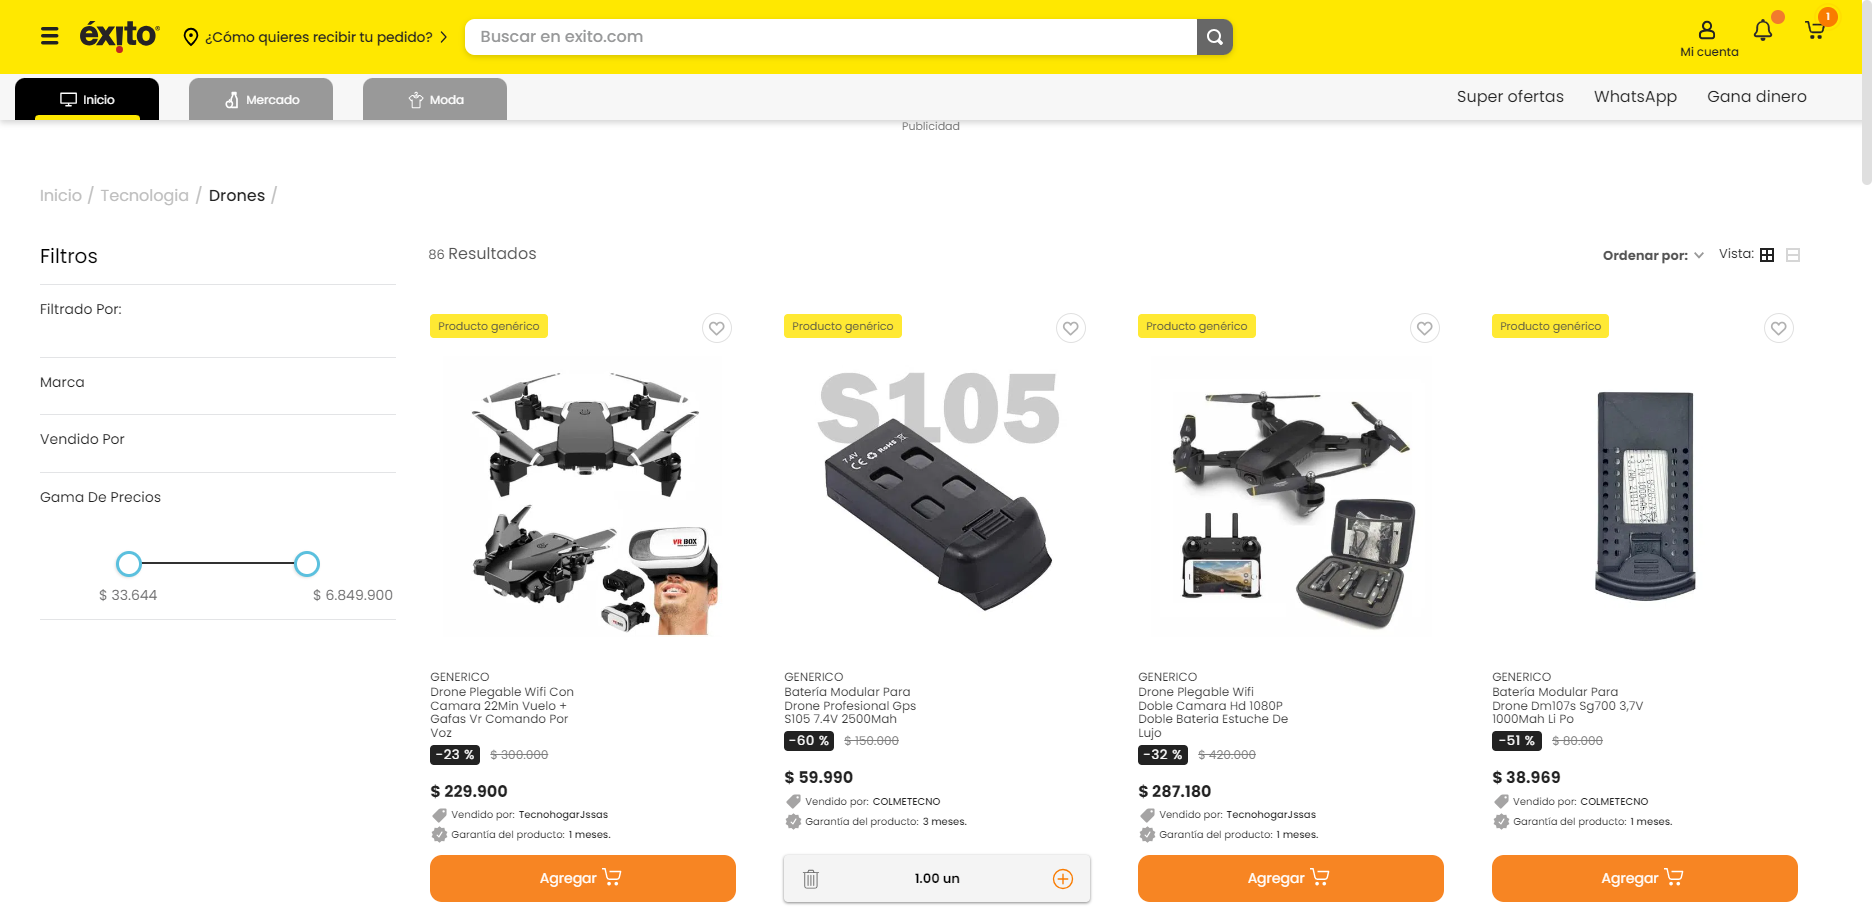 éxito
¿Cómo quieres recibir tu pedido?
Buscar en exito.com
Mi cuenta
1
Inicio
Mercado
Moda
Super ofertas
WhatsApp
Gana dinero
Publicidad
Inicio / Tecnologia / Drones /
Filtros
Filtrado Por:
Marca
Vendido Por
Gama De Precios
$ 33.644
$ 6.849.900
86 Resultados
Ordenar por:
Vista:
Producto genérico
VR BOX
GENERICO
Drone Plegable Wifi Con
Camara 22Min Vuelo +
Gafas Vr Comando Por
Voz
-23 %
$ 300.000
$ 229.900
Vendido por: TecnohogarJssas
Garantía del producto: 1 meses.
Agregar
Producto genérico
S105
7.4V
CE RoHS
GENERICO
Batería Modular Para
Drone Profesional Gps
S105 7.4V 2500Mah
-60 %
$ 150.000
$ 59.990
Vendido por: COLMETECNO
Garantía del producto: 3 meses.
1.00 un
Producto genérico
GENERICO
Drone Plegable Wifi
Doble Camara Hd 1080P
Doble Bateria Estuche De
Lujo
-32 %
$ 420.000
$ 287.180
Vendido por: TecnohogarJssas
Garantía del producto: 1 meses.
Agregar
Producto genérico
GENERICO
Batería Modular Para
Drone Dm107s Sg700 3,7V
1000Mah Li Po
-51 %
$ 80.000
$ 38.969
Vendido por: COLMETECNO
Garantía del producto: 1 meses.
Agregar